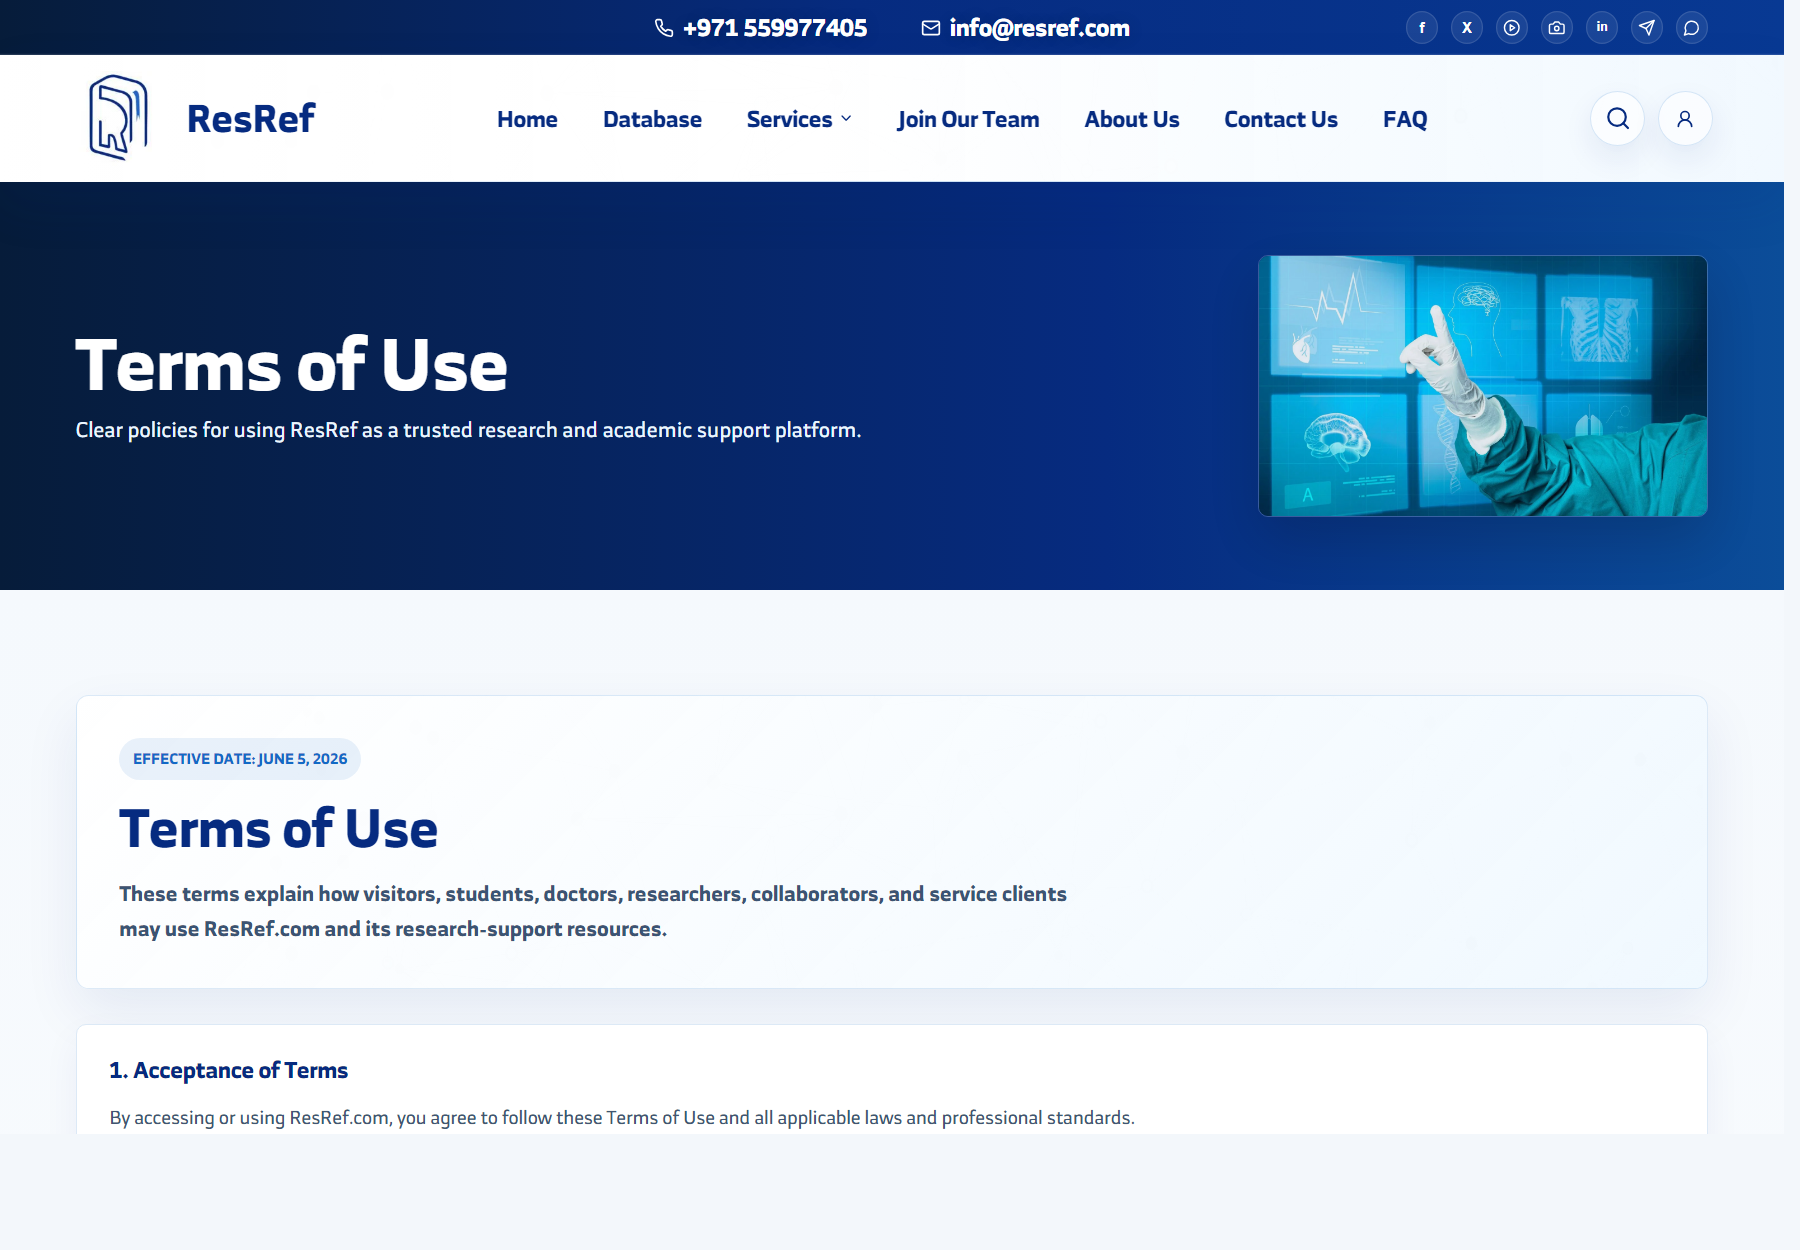 +971 559977405
info@resref.com
f
X
in
ResRef
Home
Database
Services
Join Our Team
About Us
Contact Us
FAQ
Terms of Use
Clear policies for using ResRef as a trusted research and academic support platform.
A
EFFECTIVE DATE: JUNE 5, 2026
Terms of Use
These terms explain how visitors, students, doctors, researchers, collaborators, and service clients
may use ResRef.com and its research-support resources.
1. Acceptance of Terms
By accessing or using ResRef.com, you agree to follow these Terms of Use and all applicable laws and professional standards.